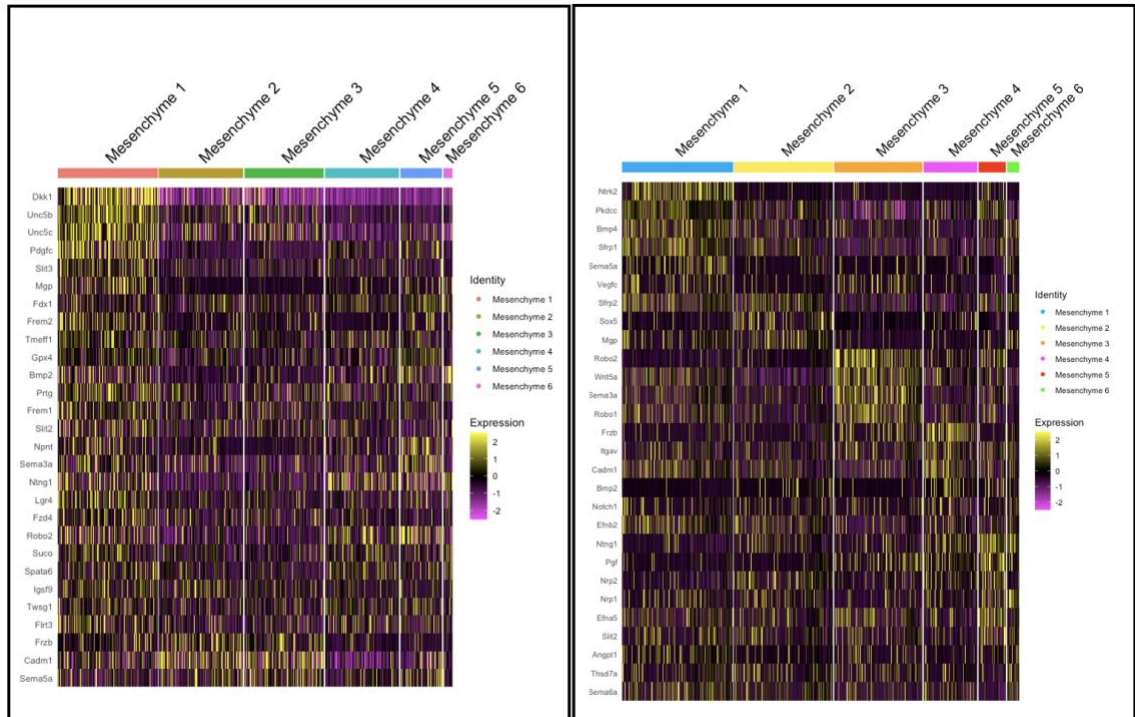 Mesenchyme 1
Mesenchyme 2
Mesenchyme 3
Mesenchyme 4
Mesenchyme 5
Mesenchyme 6
Dkk1
Unc5b
Unc5c
Pdgfc
Slit3
Mgp
Fdx1
Frem2
Tmeff1
Gpx4
Bmp2
Prtg
Frem1
Slit2
Npnt
Sema3a
Ntng1
Lgr4
Fzd4
Robo2
Suco
Spata6
Igsf9
Twsg1
Flrt3
Frzb
Cadm1
Sema5a
Identity
Mesenchyme 1
Mesenchyme 2
Mesenchyme 3
Mesenchyme 4
Mesenchyme 5
Mesenchyme 6
Expression
2
1
0
-1
-2
Mesenchyme 1
Mesenchyme 2
Mesenchyme 3
Mesenchyme 4
Mesenchyme 5
Mesenchyme 6
Ntrk2
Pkdcc
Bmp4
Sfrp1
Sema5a
Vegfc
Sfrp2
Sox5
Mgp
Robo2
Wnt5a
Sema3a
Robo1
Frzb
Itgav
Cadm1
Bmp2
Notch1
Efnb2
Ntng1
Pgf
Nrp2
Nrp1
Efna5
Slit2
Angpt1
Thsd7a
Sema6a
Identity
Mesenchyme 1
Mesenchyme 2
Mesenchyme 3
Mesenchyme 4
Mesenchyme 5
Mesenchyme 6
Expression
2
1
0
-1
-2